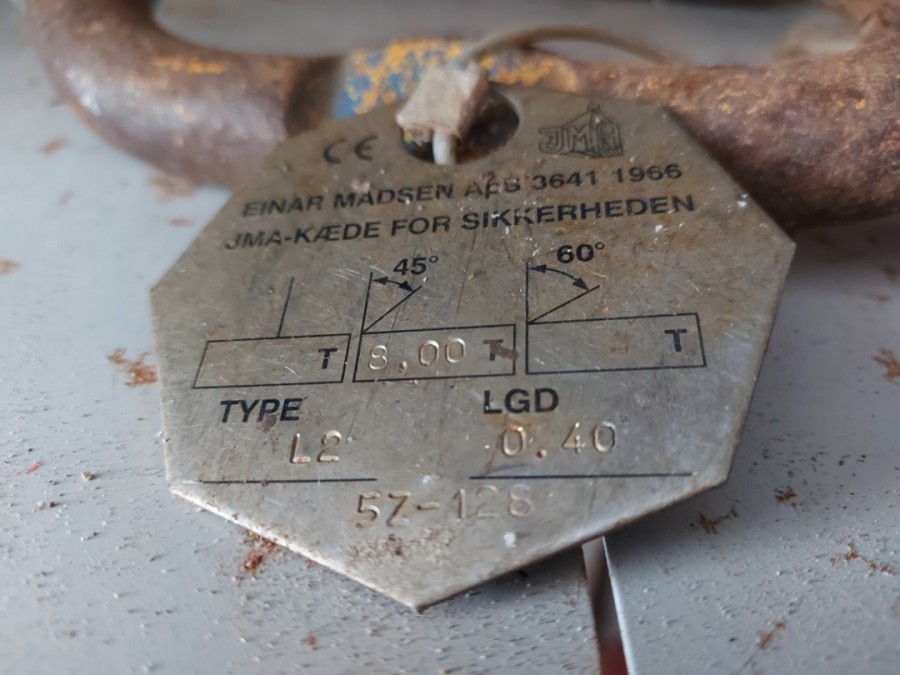 CE JMA
EINAR MADSEN ApS 3641 1966
JMA-KÆDE FOR SIKKERHEDEN
45° 60°
T 8,00 T T
TYPE LGD
L2 0.40
5Z-128